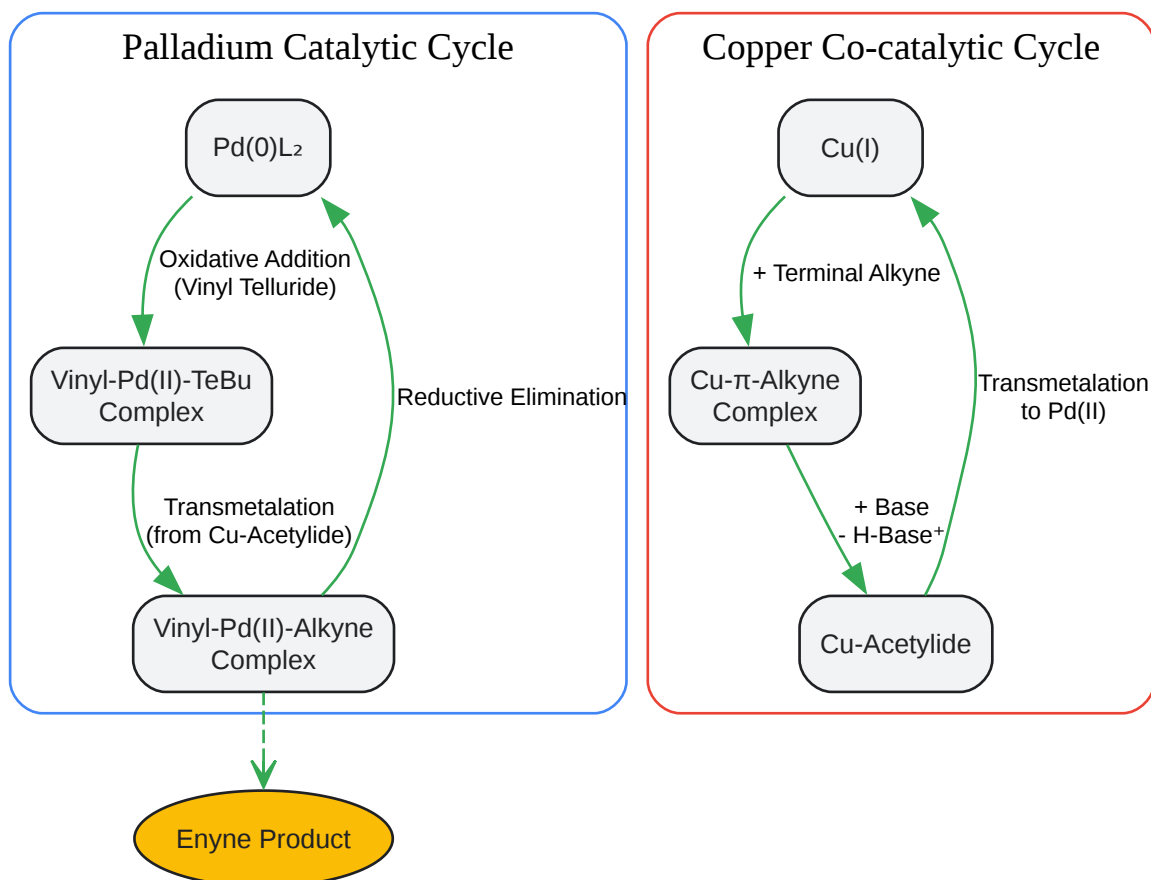 Palladium Catalytic Cycle
Pd(0)L₂
Oxidative Addition
(Vinyl Telluride)
Vinyl-Pd(II)-TeBu
Complex
Reductive Elimination
Transmetalation
(from Cu-Acetylide)
Vinyl-Pd(II)-Alkyne
Complex
Enyne Product
Copper Co-catalytic Cycle
Cu(I)
+ Terminal Alkyne
Cu-π-Alkyne
Complex
Transmetalation
to Pd(II)
+ Base
- H-Base⁺
Cu-Acetylide